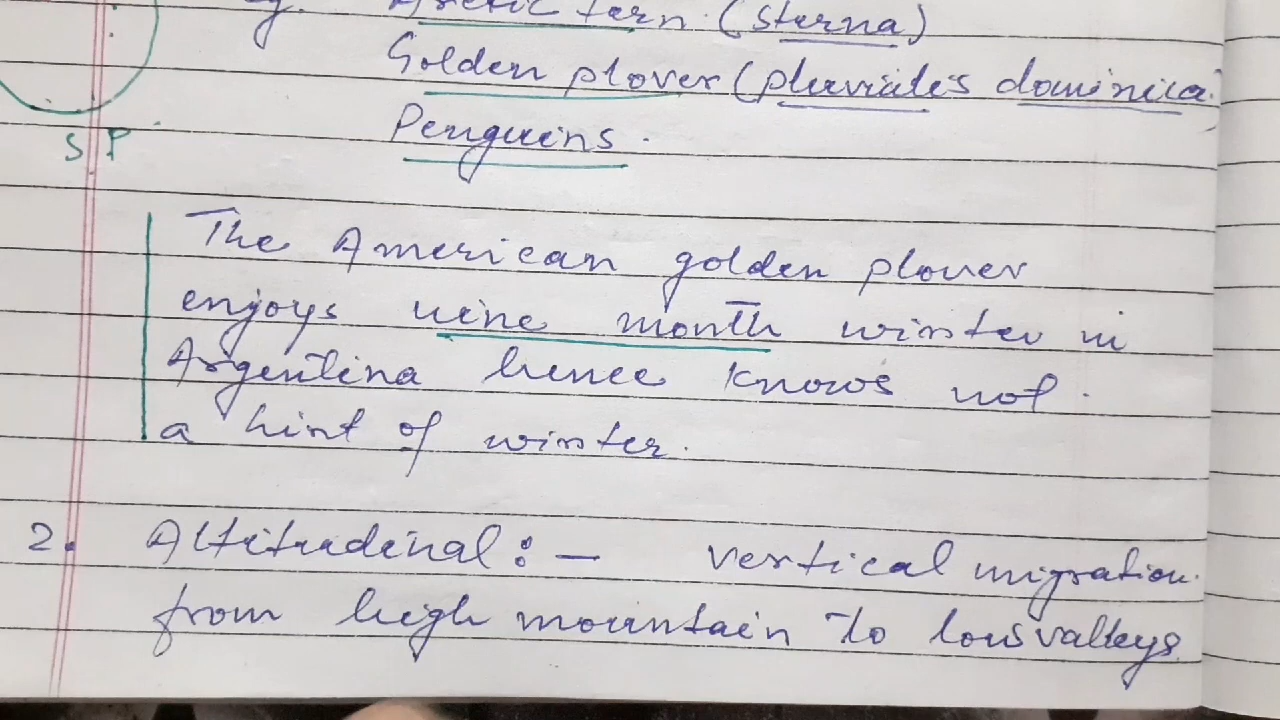 eg. Arctic tern. (Sterna)
Golden plover (pluviales dominica)
Penguins.
S P
The American golden plover
enjoys nine month winter in
Argentina hence knows not
a hint of winter.
2. Altitudinal :- vertical migration
from high mountain to low valleys